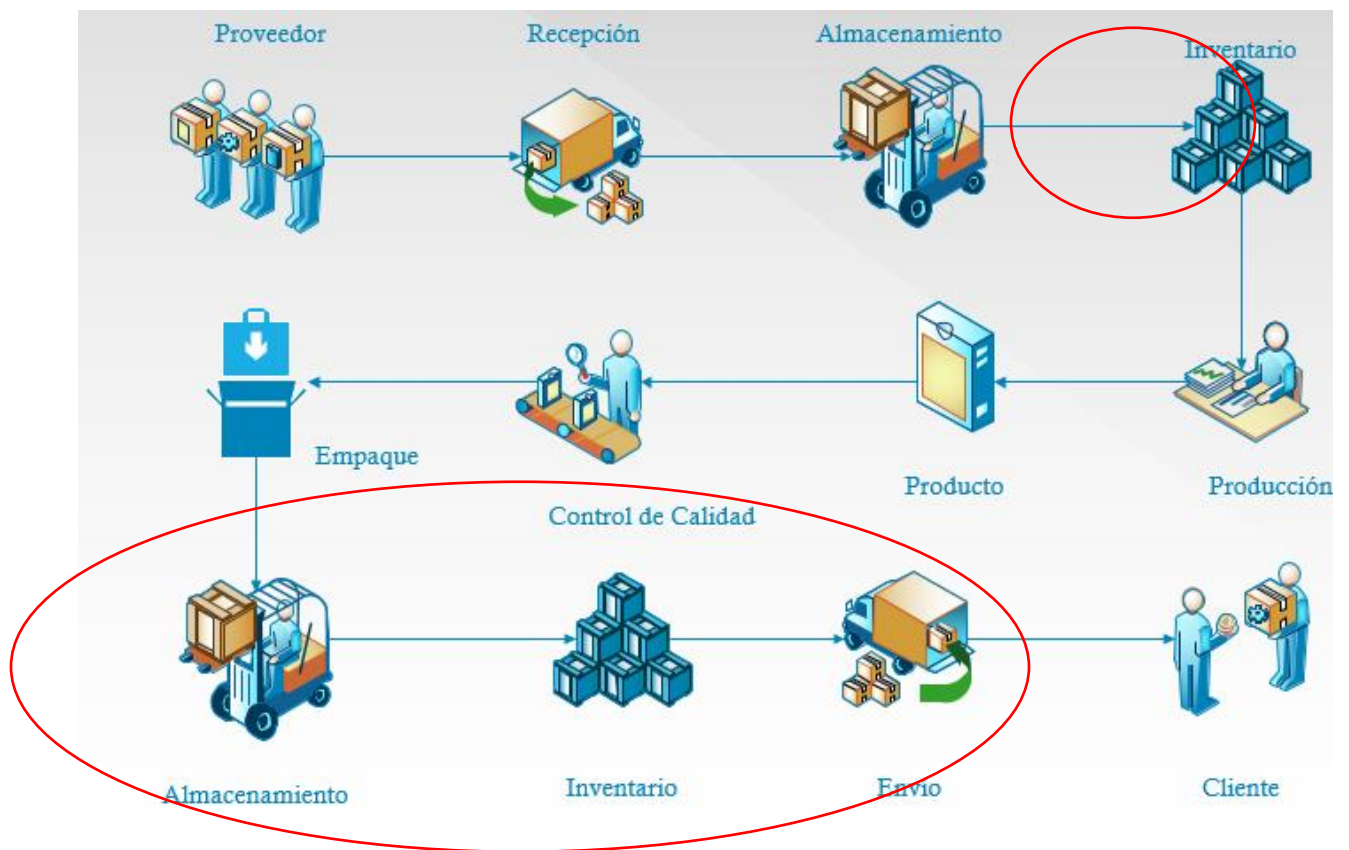 Proveedor
Recepción
Almacenamiento
Inventario
Empaque
Producto
Producción
Control de Calidad
Almacenamiento
Inventario
Envío
Cliente